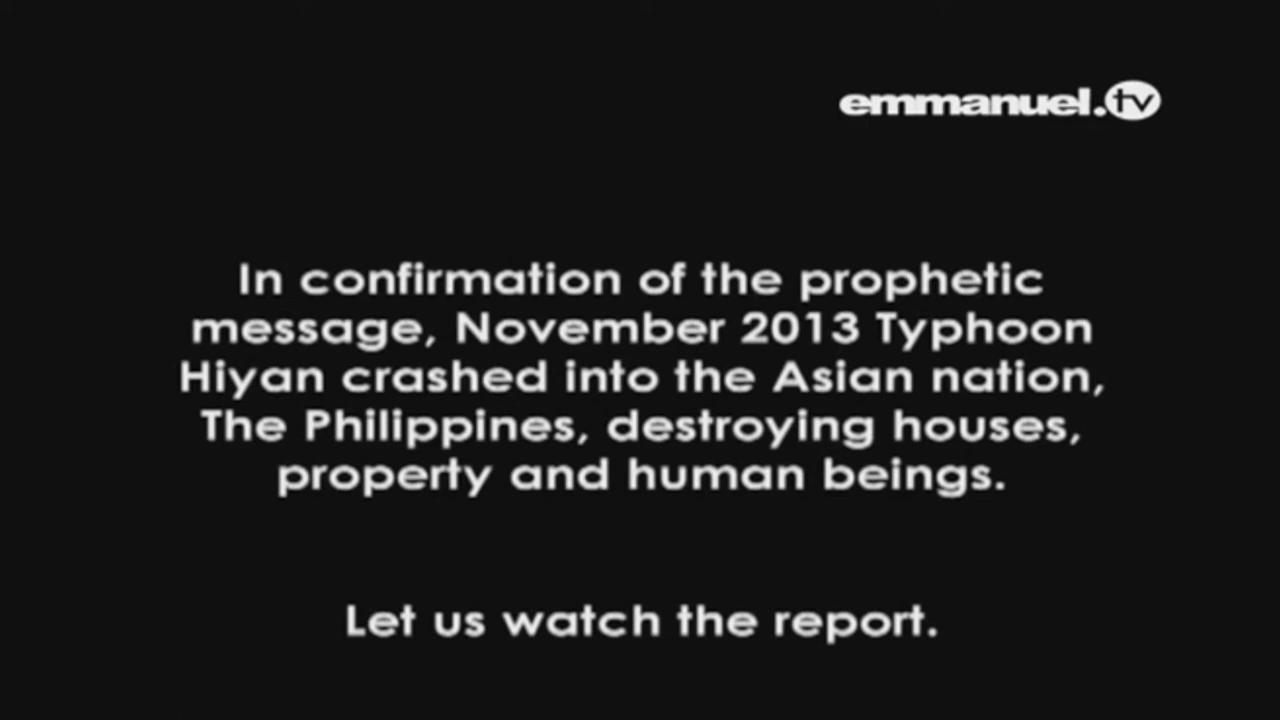 emmanuel.tv
In confirmation of the prophetic
message, November 2013 Typhoon
Hiyan crashed into the Asian nation,
The Philippines, destroying houses,
property and human beings.
Let us watch the report.